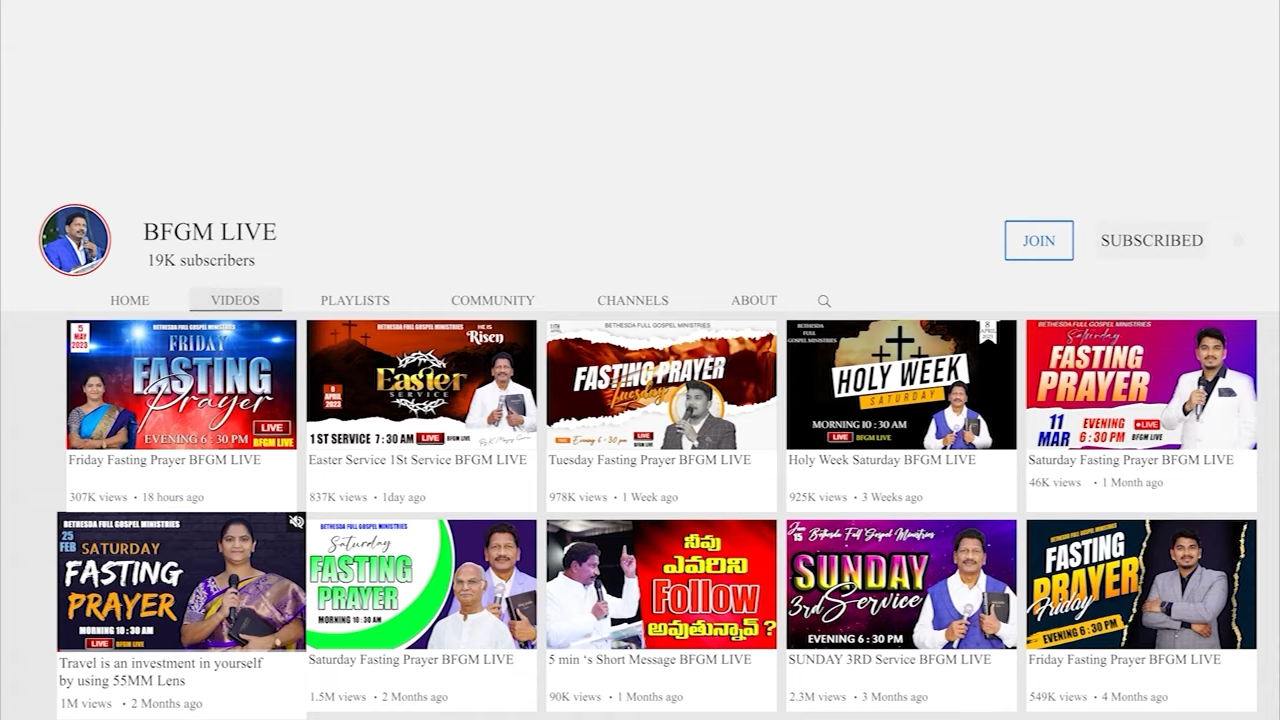 BFGM LIVE
19K subscribers
JOIN
SUBSCRIBED
HOME
VIDEOS
PLAYLISTS
COMMUNITY
CHANNELS
ABOUT
5
MAY
2023
BETHESDA FULL GOSPEL MINISTRIES
FRIDAY
FASTING
Prayer
EVENING 6 : 30 PM
LIVE
BFGM LIVE
Friday Fasting Prayer BFGM LIVE
307K views • 18 hours ago
BETHESDA FULL GOSPEL MINISTRIES
HE IS
Risen
Easter
SERVICE
9
APRIL
2023
1ST SERVICE 7 : 30 AM
LIVE
BFGM LIVE
Easter Service 1St Service BFGM LIVE
837K views • 1day ago
BETHESDA FULL GOSPEL MINISTRIES
FASTING PRAYER
Tuesday
Evening 6 : 30 pm
LIVE
BFGM LIVE
Tuesday Fasting Prayer BFGM LIVE
978K views • 1 Week ago
BETHESDA
FULL
GOSPEL MINISTRIES
8
APRIL
2023
HOLY WEEK
SATURDAY
MORNING 10 : 30 AM
LIVE
BFGM LIVE
Holy Week Saturday BFGM LIVE
925K views • 3 Weeks ago
BETHESDA FULL GOSPEL MINISTRIES
Saturday
FASTING
PRAYER
11
MAR
EVENING
6 : 30 PM
LIVE
BFGM LIVE
Saturday Fasting Prayer BFGM LIVE
46K views • 1 Month ago
BETHESDA FULL GOSPEL MINISTRIES
25
FEB
SATURDAY
FASTING
PRAYER
MORNING 10 : 30 AM
LIVE
BFGM LIVE
Travel is an investment in yourself
by using 55MM Lens
1M views • 2 Months ago
BETHESDA FULL GOSPEL MINISTRIES
Saturday
FASTING
PRAYER
MORNING 10 : 30 AM
Saturday Fasting Prayer BFGM LIVE
1.5M views • 2 Months ago
నీవు
ఎవరిని
Follow
అవుతున్నావ్ ?
5 min ‘s Short Message BFGM LIVE
90K views • 1 Months ago
Jan
15
Bethesda Full Gospel Ministries
SUNDAY
3rd Service
EVENING 6 : 30 PM
SUNDAY 3RD Service BFGM LIVE
2.3M views • 3 Months ago
BETHESDA FULL GOSPEL MINISTRIES
FASTING
PRAYER
Friday
EVENING 6 : 30 PM
Friday Fasting Prayer BFGM LIVE
549K views • 4 Months ago